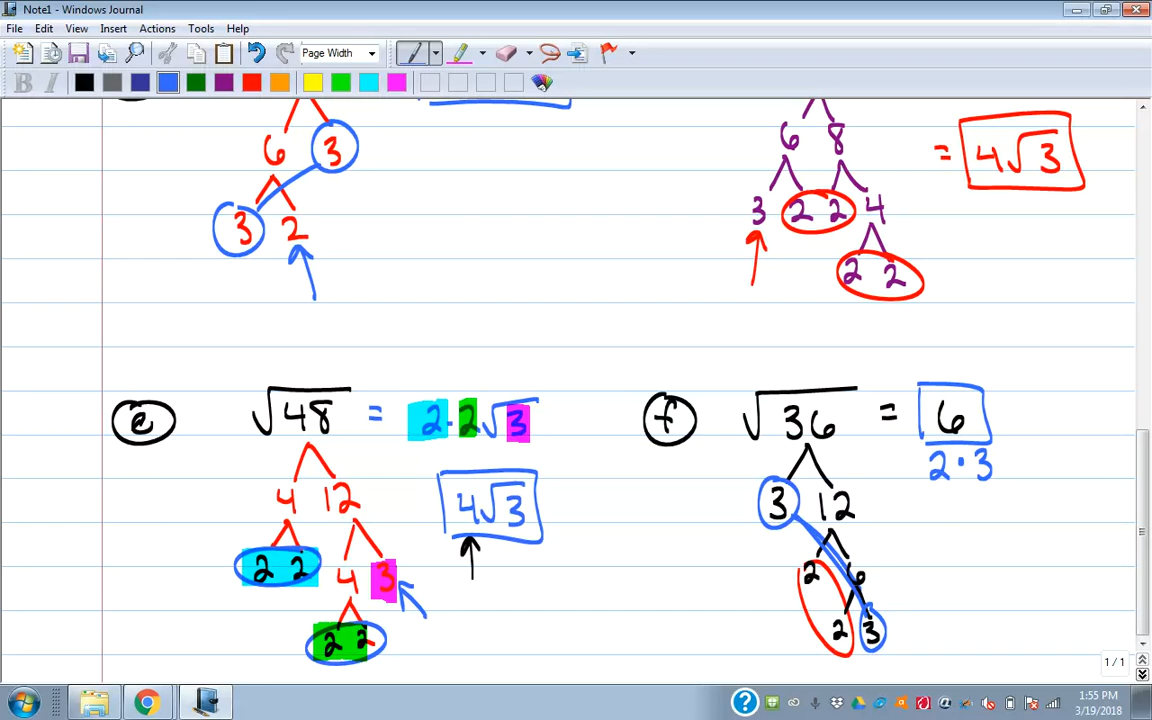 Note1 - Windows Journal
File Edit View Insert Actions Tools Help
Page Width
B I
6 3
3 2
6 8
3 2 2 4
2 2
= 4√3
e √48 = 2·2√3
4 12
2 2 4 3
2 2
4√3
f √36 = 6
2·3
3 12
2 6
2 3
1 / 1
1:55 PM
3/19/2018